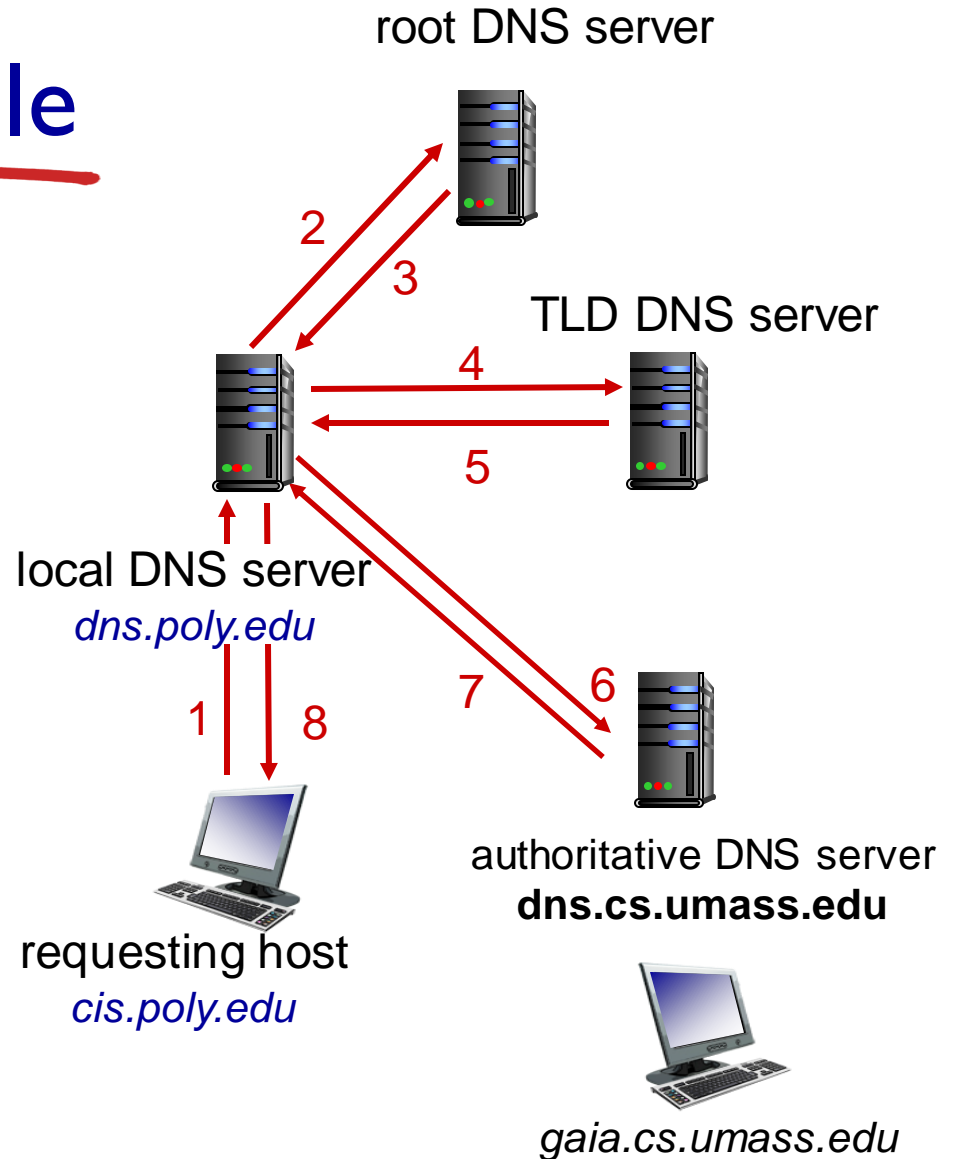 root DNS server
le
2
3
TLD DNS server
4
5
local DNS server
dns.poly.edu
1
8
7
6
authoritative DNS server
dns.cs.umass.edu
requesting host
cis.poly.edu
gaia.cs.umass.edu